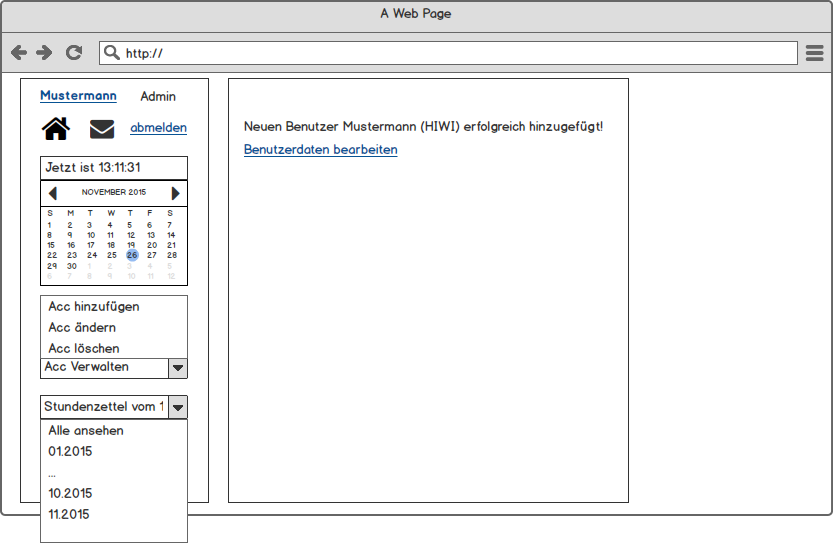 A Web Page
http://
Mustermann Admin
abmelden
Jetzt ist 13:11:31
NOVEMBER 2015
S M T W T F S
1 2 3 4 5 6 7
8 9 10 11 12 13 14
15 16 17 18 19 20 21
22 23 24 25 26 27 28
29 30 1 2 3 4 5
6 7 8 9 10 11 12
Acc hinzufügen
Acc ändern
Acc löschen
Acc Verwalten
Stundenzettel vom 1
Alle ansehen
01.2015
...
10.2015
11.2015
Neuen Benutzer Mustermann (HIWI) erfolgreich hinzugefügt!
Benutzerdaten bearbeiten